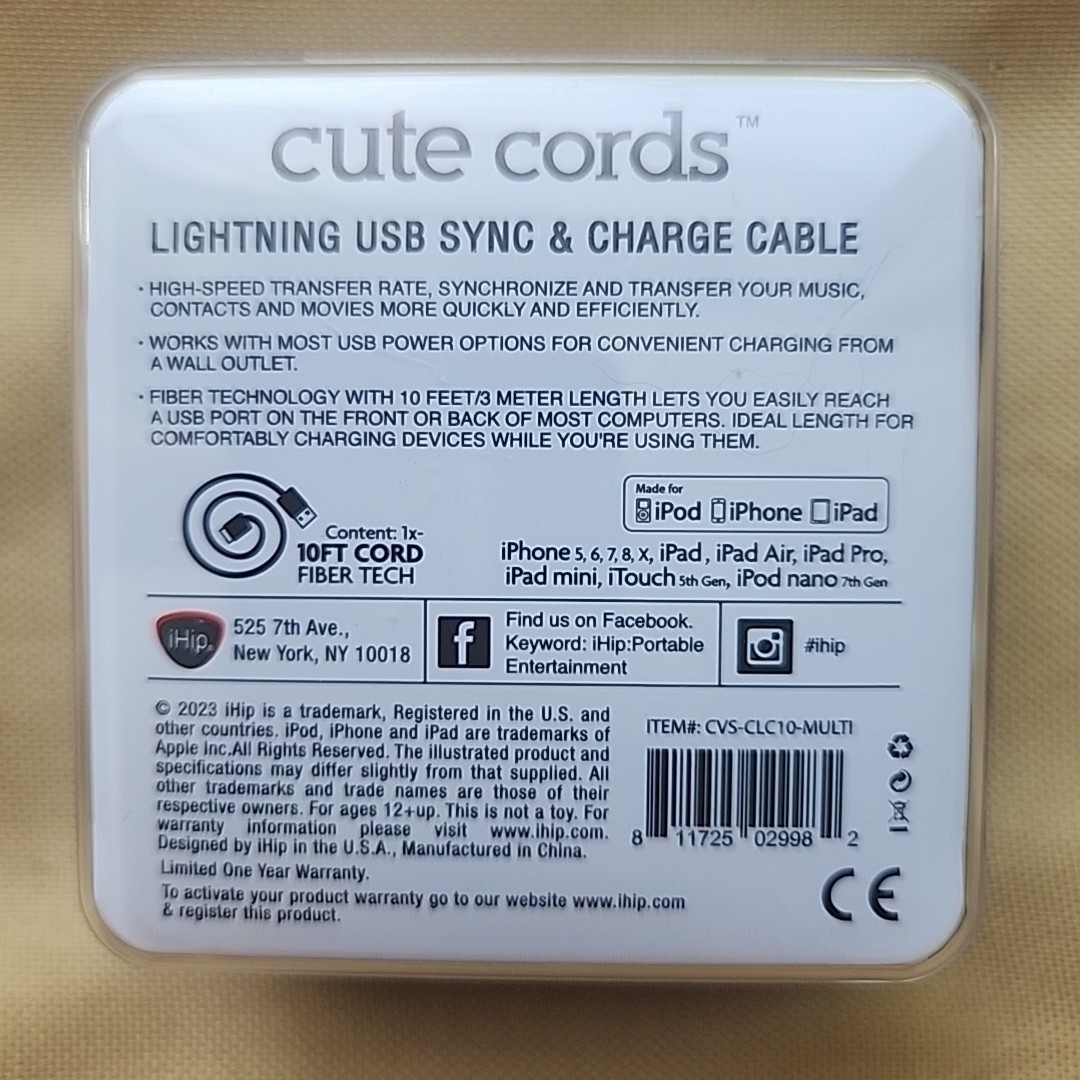 cute cords™
LIGHTNING USB SYNC & CHARGE CABLE
• HIGH-SPEED TRANSFER RATE, SYNCHRONIZE AND TRANSFER YOUR MUSIC,
CONTACTS AND MOVIES MORE QUICKLY AND EFFICIENTLY.
• WORKS WITH MOST USB POWER OPTIONS FOR CONVENIENT CHARGING FROM
A WALL OUTLET.
• FIBER TECHNOLOGY WITH 10 FEET/3 METER LENGTH LETS YOU EASILY REACH
A USB PORT ON THE FRONT OR BACK OF MOST COMPUTERS. IDEAL LENGTH FOR
COMFORTABLY CHARGING DEVICES WHILE YOU'RE USING THEM.
Content: 1x-
10FT CORD
FIBER TECH
Made for
iPod iPhone iPad
iPhone 5, 6, 7, 8, X, iPad, iPad Air, iPad Pro,
iPad mini, iTouch 5th Gen, iPod nano 7th Gen
iHip®
525 7th Ave.,
New York, NY 10018
f
Find us on Facebook.
Keyword: iHip:Portable
Entertainment
#ihip
© 2023 iHip is a trademark, Registered in the U.S. and
other countries. iPod, iPhone and iPad are trademarks of
Apple Inc.All Rights Reserved. The illustrated product and
specifications may differ slightly from that supplied. All
other trademarks and trade names are those of their
respective owners. For ages 12+up. This is not a toy. For
warranty information please visit www.ihip.com.
Designed by iHip in the U.S.A., Manufactured in China.
Limited One Year Warranty.
To activate your product warranty go to our website www.ihip.com
& register this product.
ITEM#: CVS-CLC10-MULTI
8 11725 02998 2
CE